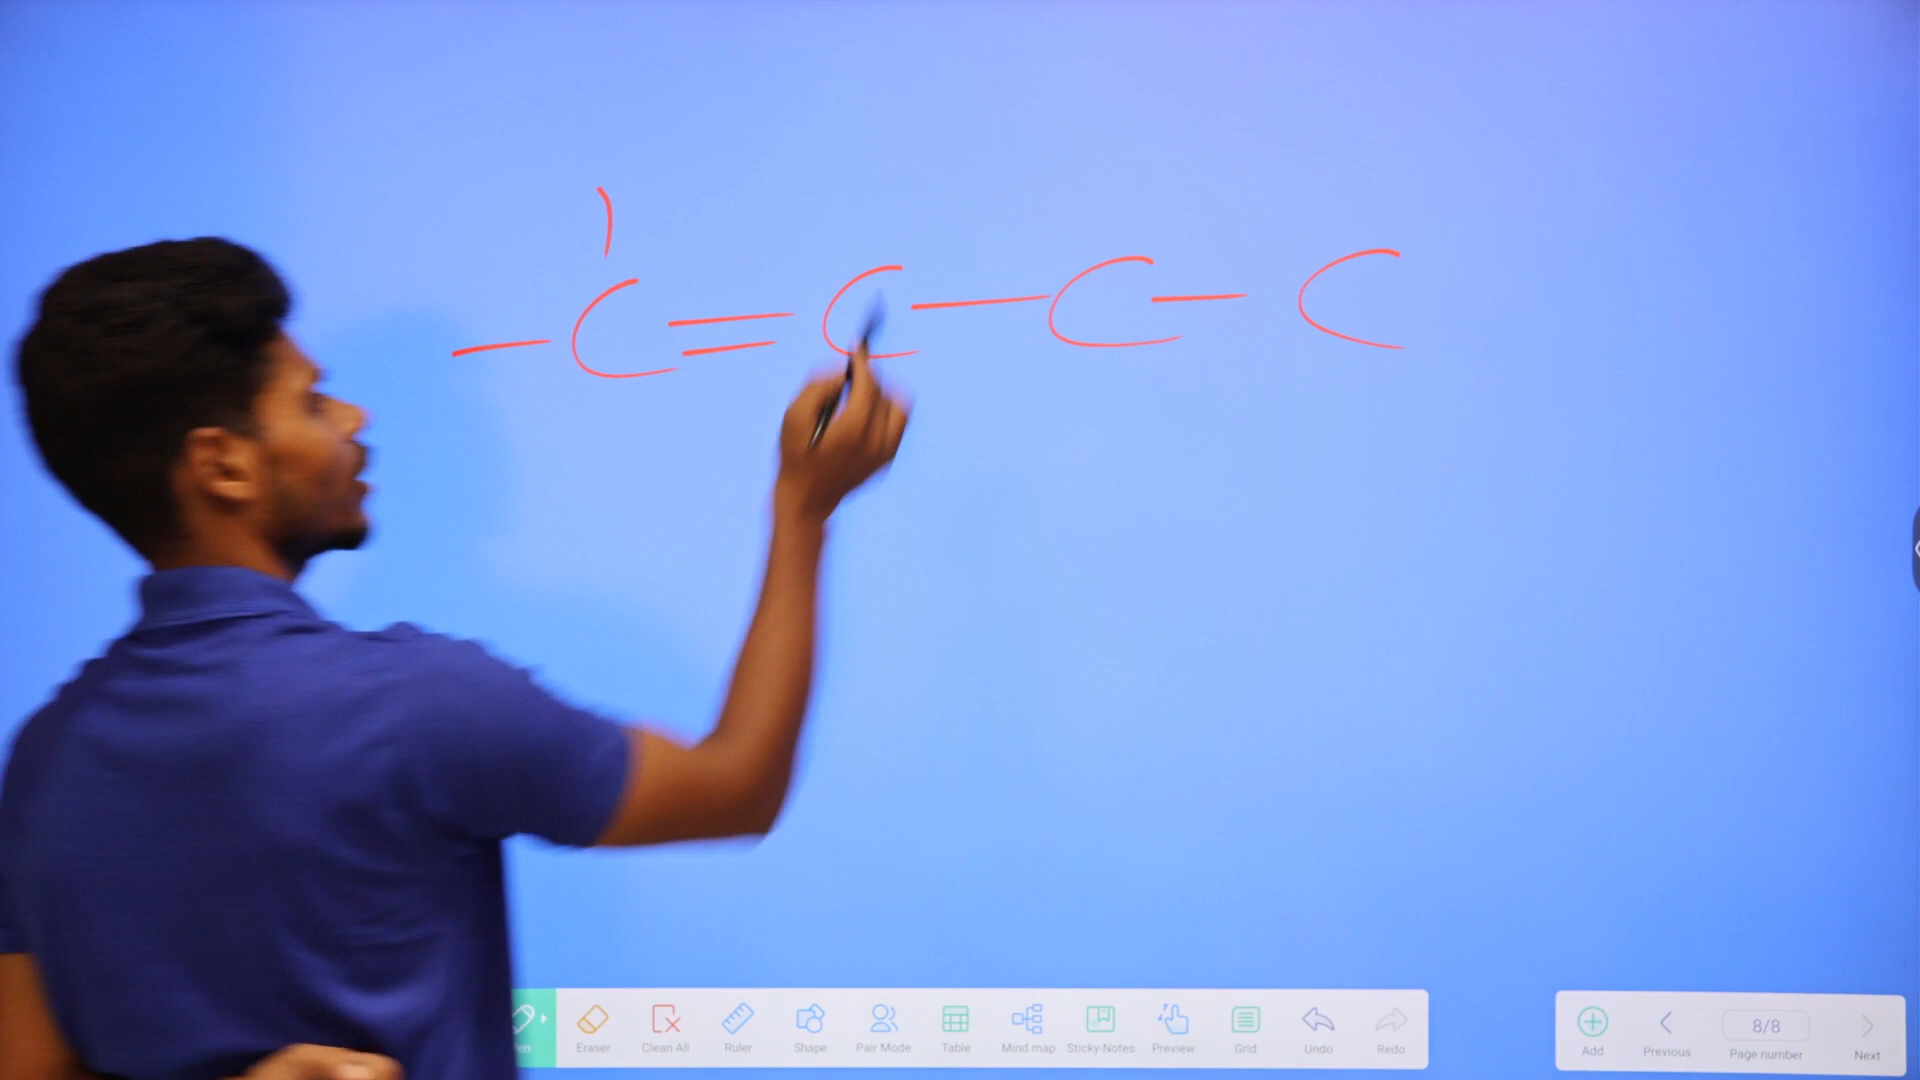 – C = C – C – C
en Eraser Clean All Ruler Shape Pair Mode Table Mind map Sticky-Notes Preview Grid Undo Redo
8/8
Add Previous Page number Next